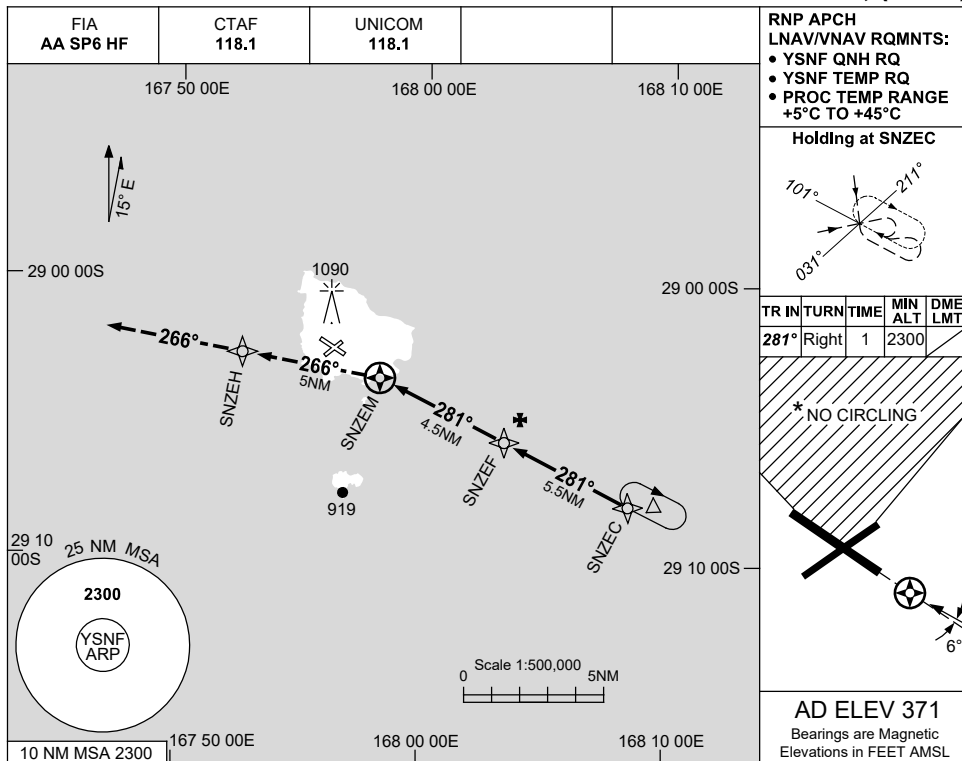 FIA
AA SP6 HF
CTAF
118.1
UNICOM
118.1
RNP APCH
LNAV/VNAV RQMNTS:
• YSNF QNH RQ
• YSNF TEMP RQ
• PROC TEMP RANGE
+5°C TO +45°C
167 50 00E
168 00 00E
168 10 00E
Holding at SNZEC
101°
211°
031°
15° E
29 00 00S
29 00 00S
1090
TR IN TURN TIME MIN ALT DME LMT
281° Right 1 2300
266°
266°
5NM
SNZEH
SNZEM
281°
4.5NM
SNZEF
281°
5.5NM
SNZEC
919
* NO CIRCLING
6°
29 10
00S
29 10 00S
25 NM MSA
2300
YSNF
ARP
Scale 1:500,000
0 5NM
10 NM MSA 2300
167 50 00E
168 00 00E
168 10 00E
AD ELEV 371
Bearings are Magnetic
Elevations in FEET AMSL